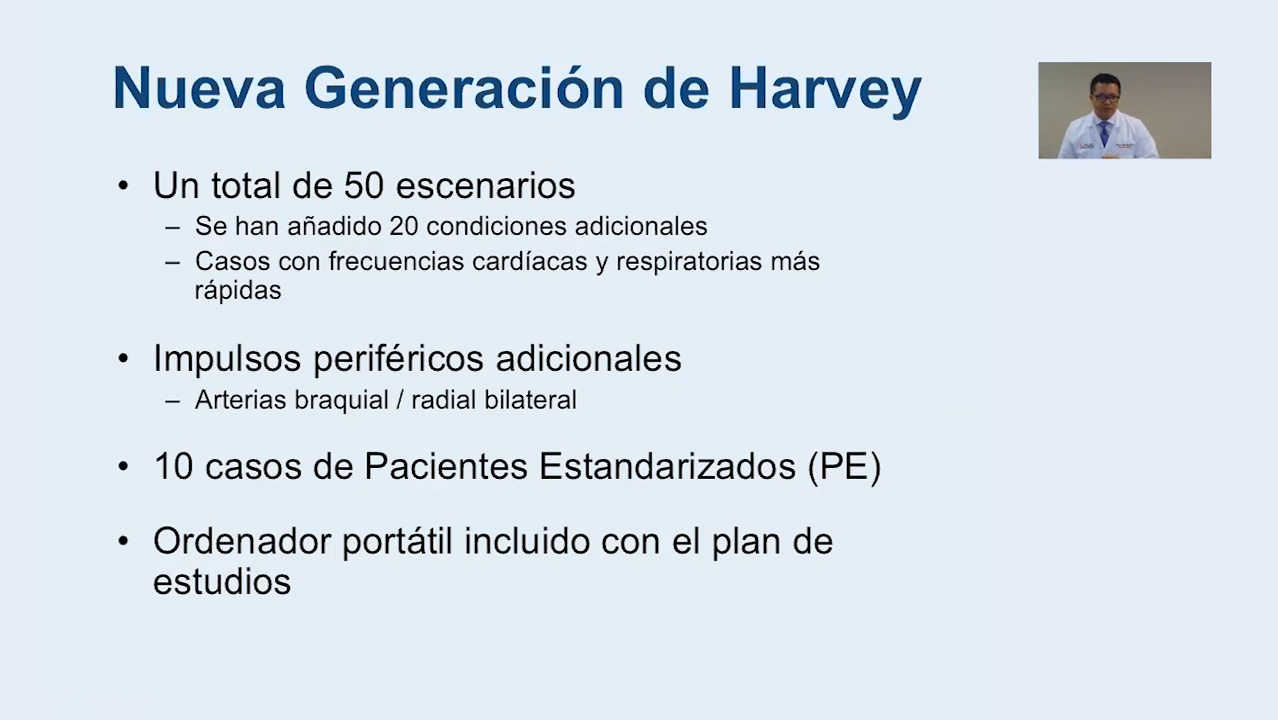 Nueva Generación de Harvey
• Un total de 50 escenarios
– Se han añadido 20 condiciones adicionales
– Casos con frecuencias cardíacas y respiratorias más
rápidas
• Impulsos periféricos adicionales
– Arterias braquial / radial bilateral
• 10 casos de Pacientes Estandarizados (PE)
• Ordenador portátil incluido con el plan de
estudios